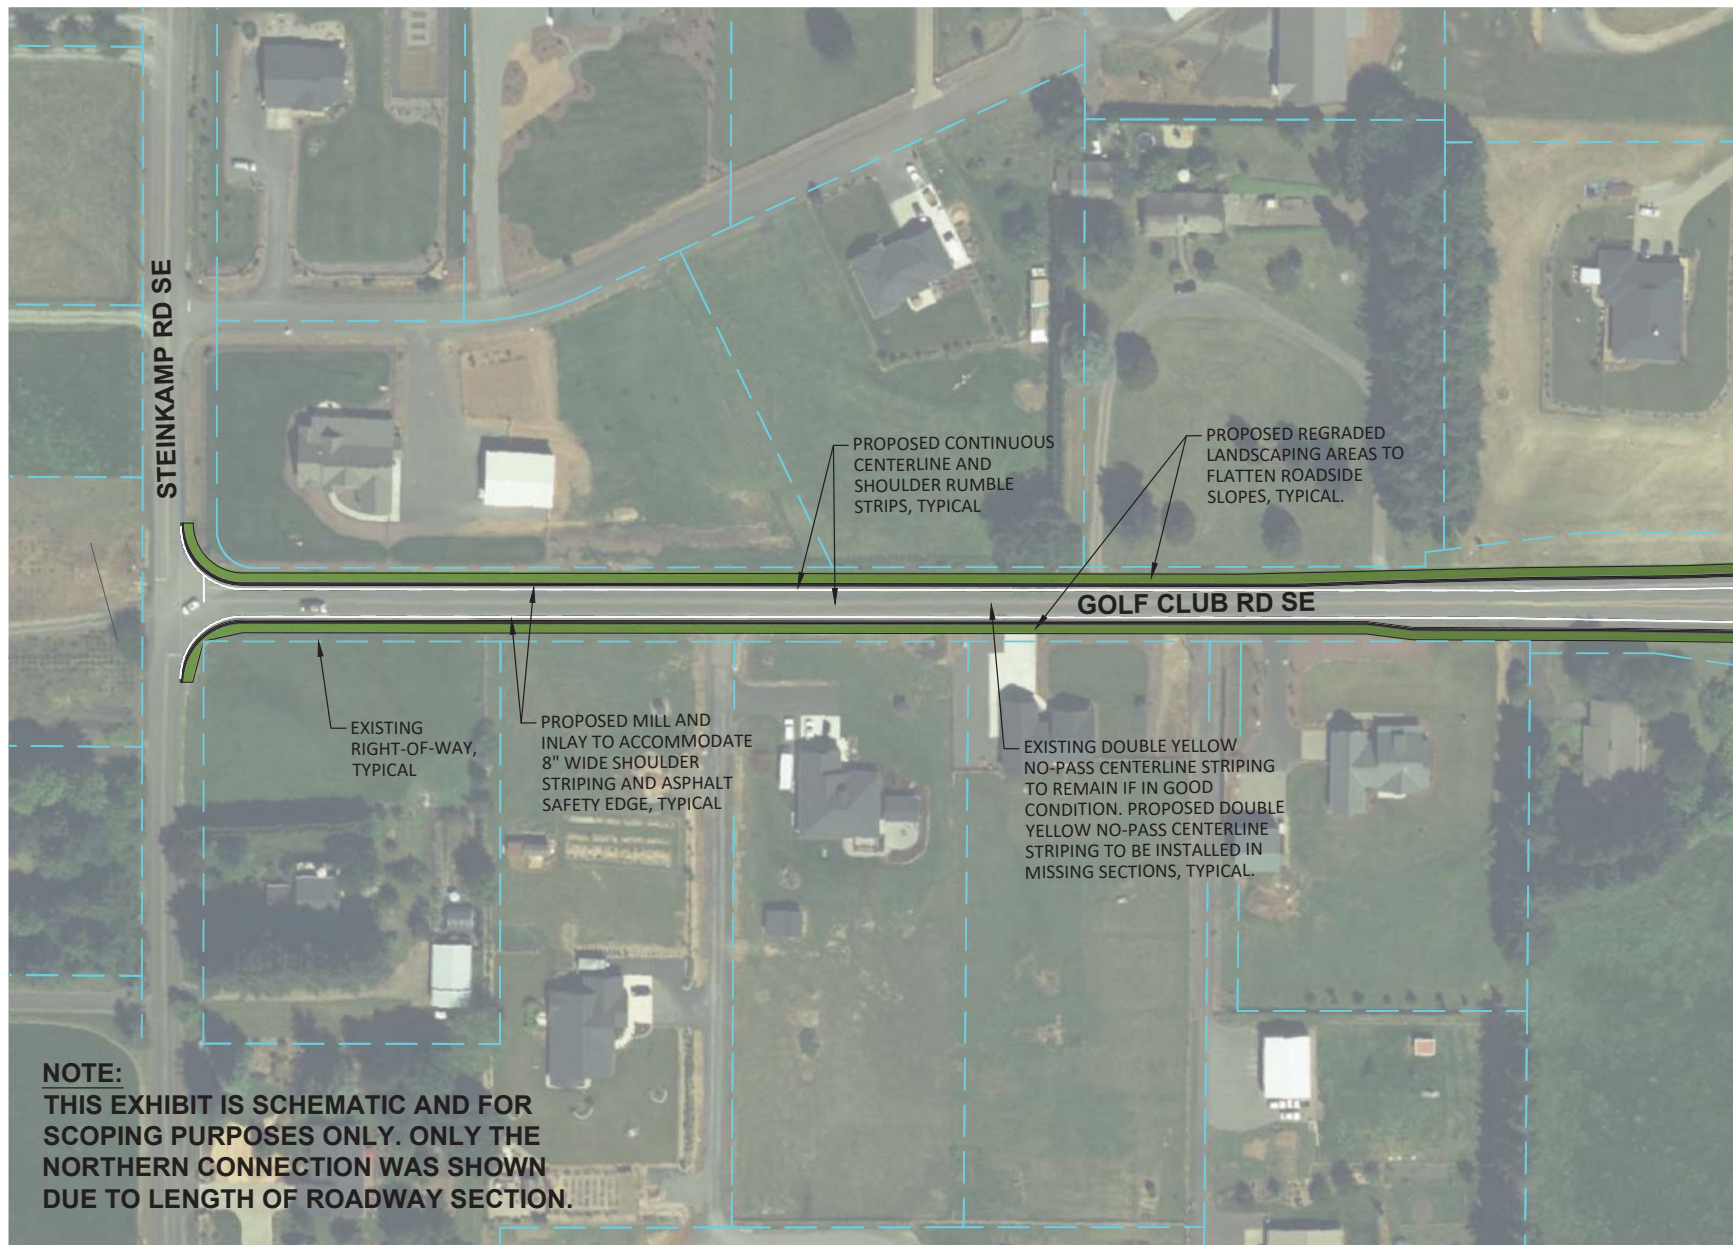 STEINKAMP RD SE
PROPOSED CONTINUOUS
CENTERLINE AND
SHOULDER RUMBLE
STRIPS, TYPICAL
PROPOSED REGRADED
LANDSCAPING AREAS TO
FLATTEN ROADSIDE
SLOPES, TYPICAL.
GOLF CLUB RD SE
EXISTING
RIGHT-OF-WAY,
TYPICAL
PROPOSED MILL AND
INLAY TO ACCOMMODATE
8" WIDE SHOULDER
STRIPING AND ASPHALT
SAFETY EDGE, TYPICAL
EXISTING DOUBLE YELLOW
NO-PASS CENTERLINE STRIPING
TO REMAIN IF IN GOOD
CONDITION. PROPOSED DOUBLE
YELLOW NO-PASS CENTERLINE
STRIPING TO BE INSTALLED IN
MISSING SECTIONS, TYPICAL.
NOTE:
THIS EXHIBIT IS SCHEMATIC AND FOR
SCOPING PURPOSES ONLY. ONLY THE
NORTHERN CONNECTION WAS SHOWN
DUE TO LENGTH OF ROADWAY SECTION.